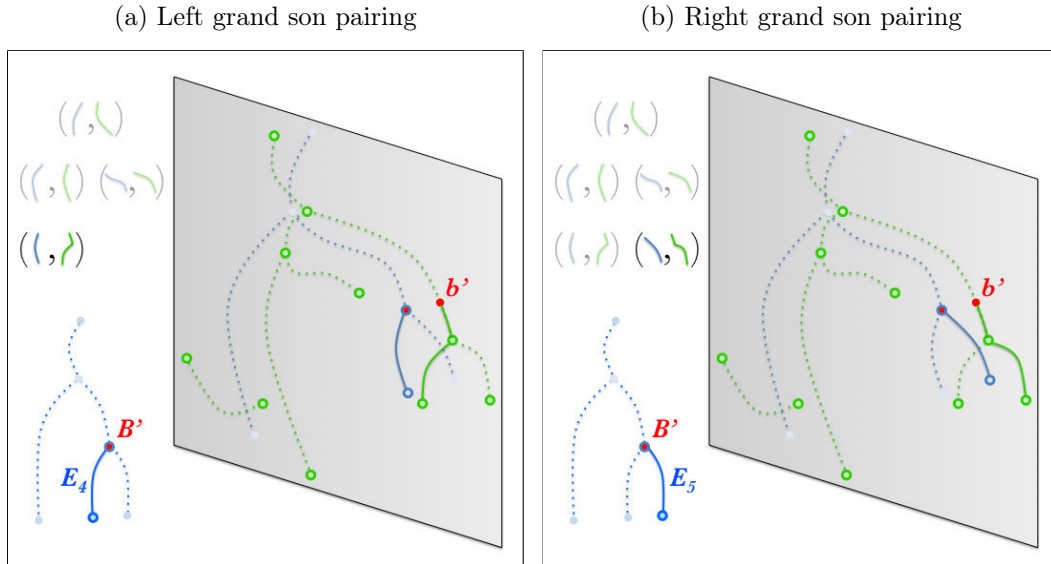 (a) Left grand son pairing
(b) Right grand son pairing
( , )
( , ) ( , )
( , )
b’
B’
E4
( , )
( , ) ( , )
( , ) ( , )
b’
B’
E5